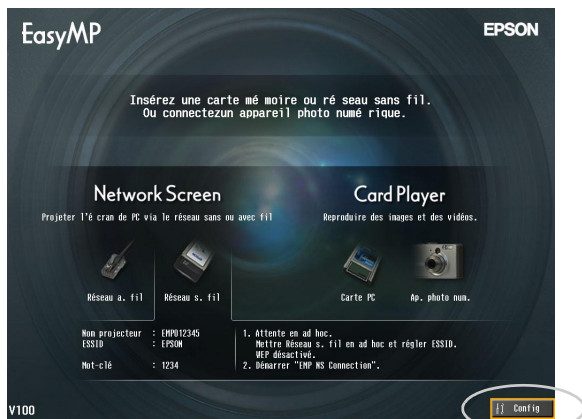 EasyMP
EPSON
Insérez une carte mé moire ou ré seau sans fil.
Ou connectezun appareil photo numé rique.
Network Screen
Projeter l'é cran de PC via le réseau sans ou avec fil
Card Player
Reproduire des images et des vidéos.
Réseau a. fil
Réseau s. fil
Carte PC
Ap. photo num.
Non projecteur : EMP012345
ESSID : EPSON
Mot-clé : 1234
1. Attente en ad hoc.
Mettre Réseau s. fil en ad hoc et régler ESSID.
WEP désactivé.
2. Démarrer "EMP NS Connection".
V100
Config